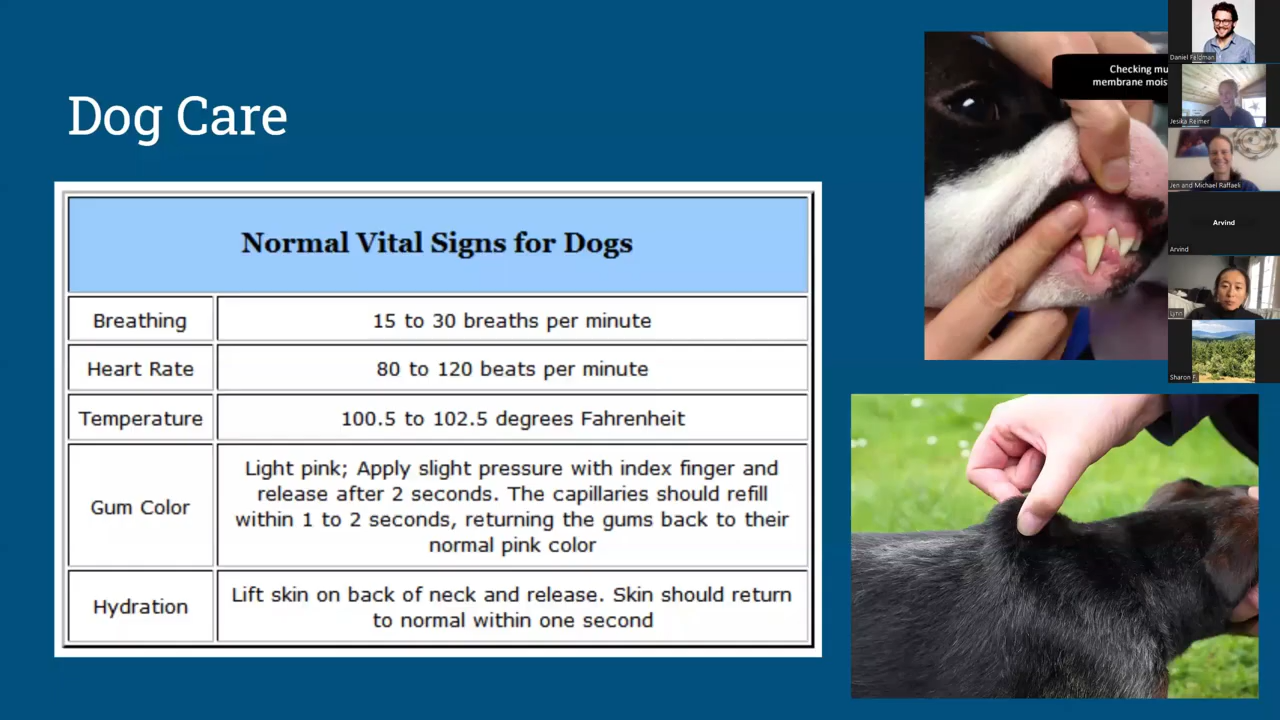 Dog Care
Normal Vital Signs for Dogs
Breathing
15 to 30 breaths per minute
Heart Rate
80 to 120 beats per minute
Temperature
100.5 to 102.5 degrees Fahrenheit
Gum Color
Light pink; Apply slight pressure with index finger and
release after 2 seconds. The capillaries should refill
within 1 to 2 seconds, returning the gums back to their
normal pink color
Hydration
Lift skin on back of neck and release. Skin should return
to normal within one second
Checking mu
membrane mois
Daniel Feldman
Jesika Reimer
Jen and Michael Raffaeli
Arvind
Arvind
Lynn
Sharon F